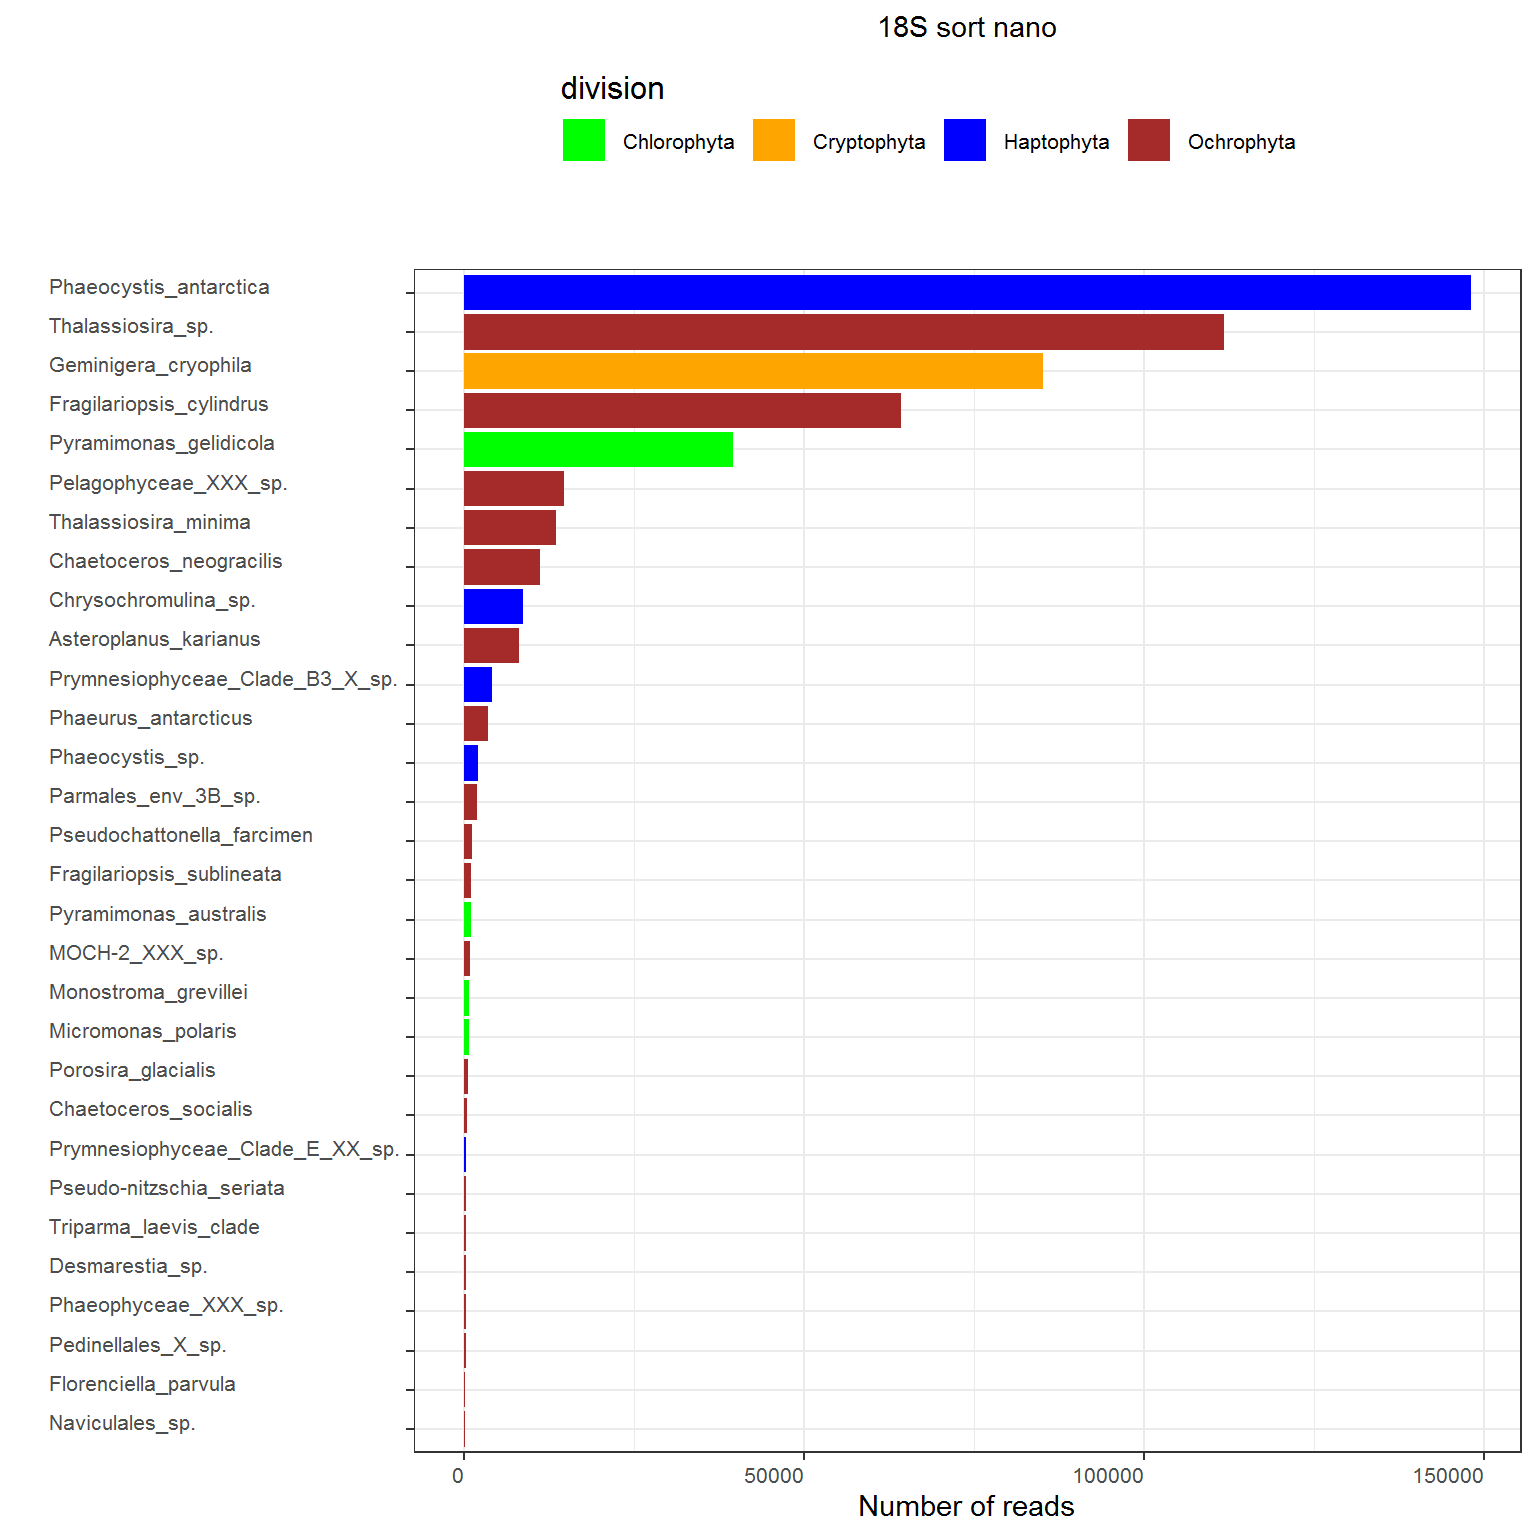 18S sort nano
division
Chlorophyta Cryptophyta Haptophyta Ochrophyta
Phaeocystis_antarctica
Thalassiosira_sp.
Geminigera_cryophila
Fragilariopsis_cylindrus
Pyramimonas_gelidicola
Pelagophyceae_XXX_sp.
Thalassiosira_minima
Chaetoceros_neogracilis
Chrysochromulina_sp.
Asteroplanus_karianus
Prymnesiophyceae_Clade_B3_X_sp.
Phaeurus_antarcticus
Phaeocystis_sp.
Parmales_env_3B_sp.
Pseudochattonella_farcimen
Fragilariopsis_sublineata
Pyramimonas_australis
MOCH-2_XXX_sp.
Monostroma_grevillei
Micromonas_polaris
Porosira_glacialis
Chaetoceros_socialis
Prymnesiophyceae_Clade_E_XX_sp.
Pseudo-nitzschia_seriata
Triparma_laevis_clade
Desmarestia_sp.
Phaeophyceae_XXX_sp.
Pedinellales_X_sp.
Florenciella_parvula
Naviculales_sp.
0 50000 100000 150000
Number of reads